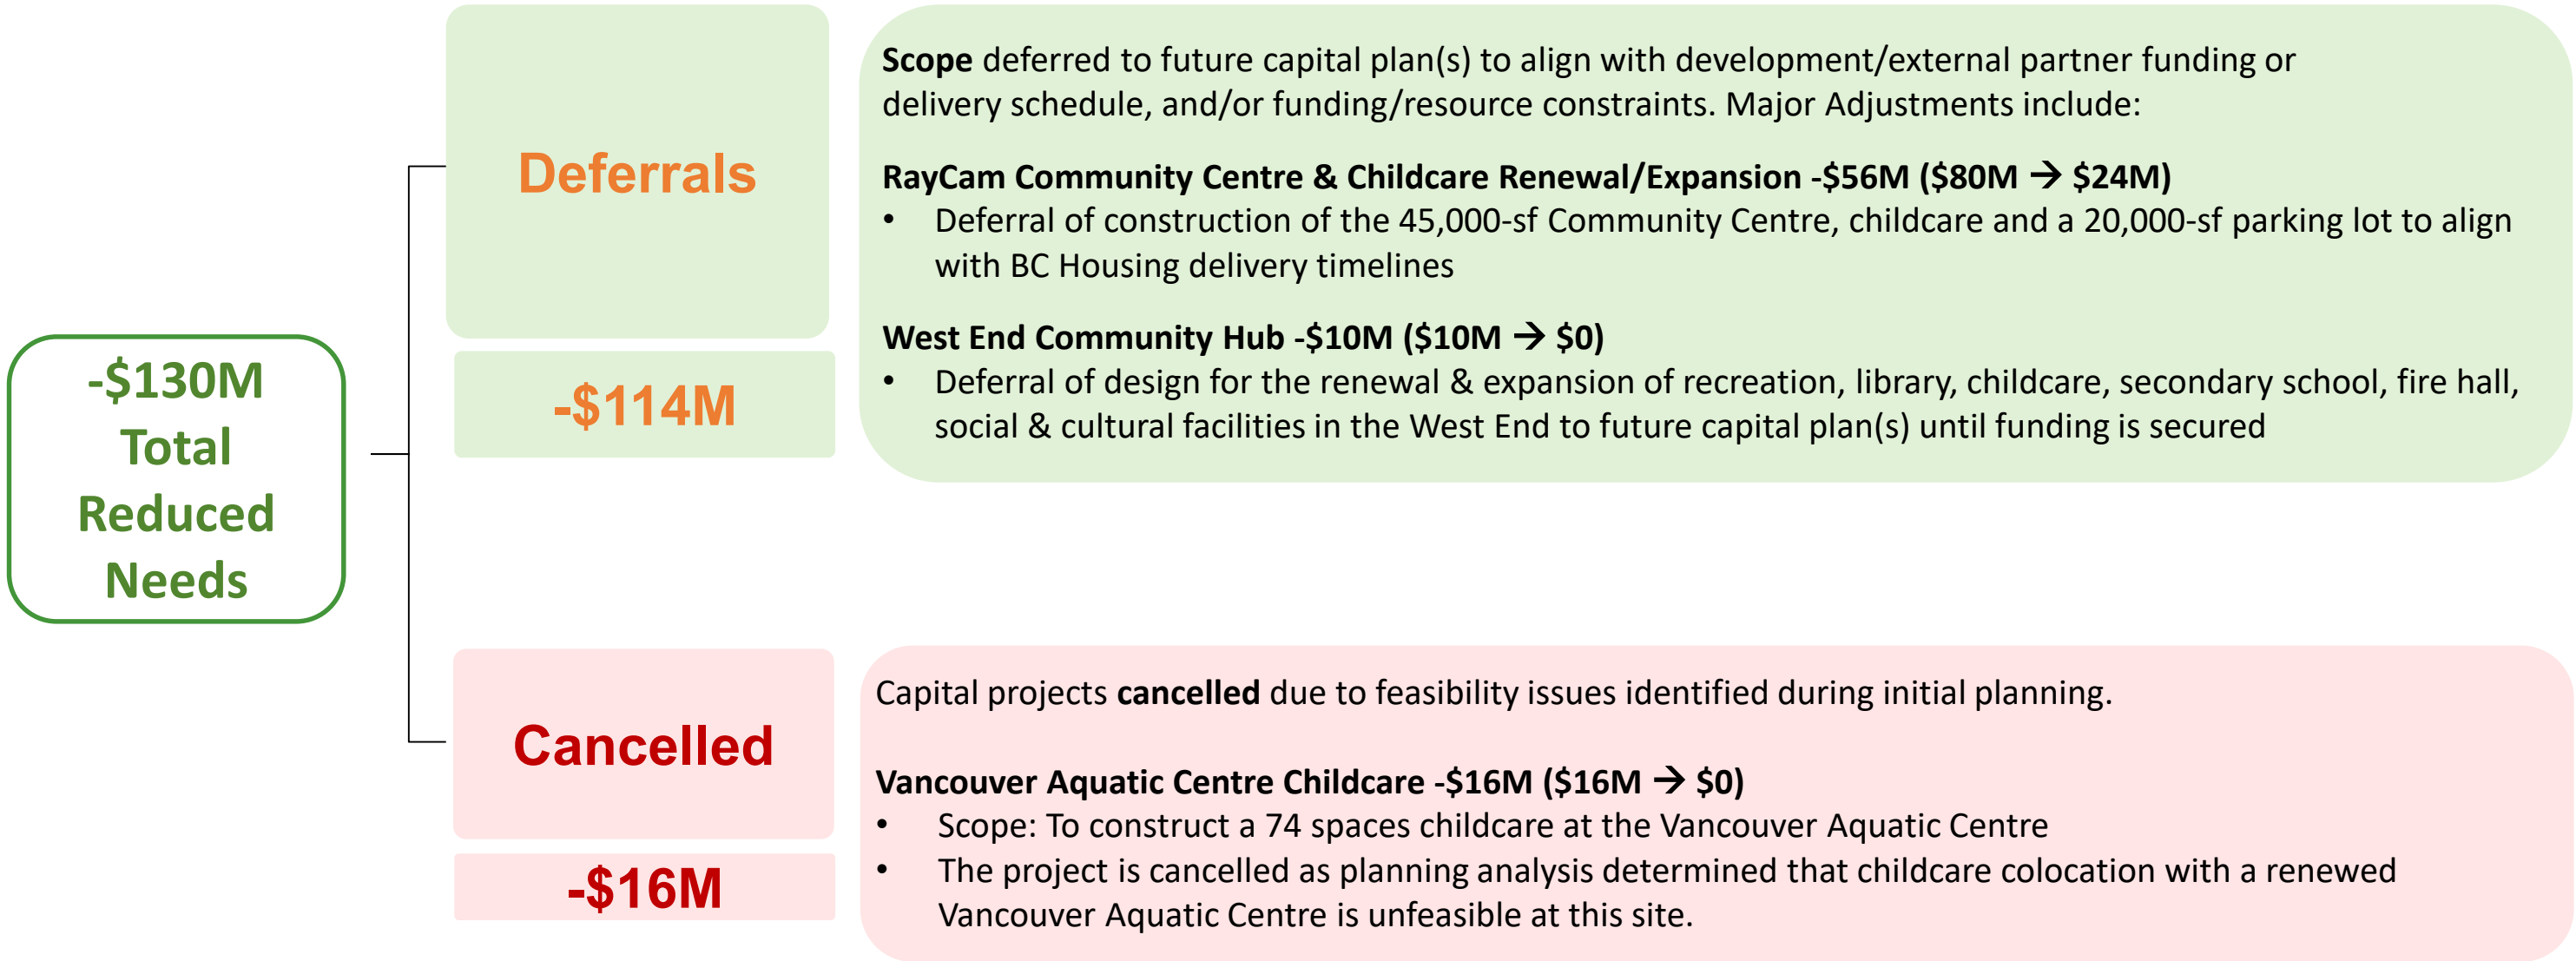 -$130M
Total
Reduced
Needs
Deferrals
-$114M
Scope deferred to future capital plan(s) to align with development/external partner funding or
delivery schedule, and/or funding/resource constraints. Major Adjustments include:
RayCam Community Centre & Childcare Renewal/Expansion -$56M ($80M → $24M)
• Deferral of construction of the 45,000-sf Community Centre, childcare and a 20,000-sf parking lot to align
with BC Housing delivery timelines
West End Community Hub -$10M ($10M → $0)
• Deferral of design for the renewal & expansion of recreation, library, childcare, secondary school, fire hall,
social & cultural facilities in the West End to future capital plan(s) until funding is secured
Cancelled
-$16M
Capital projects cancelled due to feasibility issues identified during initial planning.
Vancouver Aquatic Centre Childcare -$16M ($16M → $0)
• Scope: To construct a 74 spaces childcare at the Vancouver Aquatic Centre
• The project is cancelled as planning analysis determined that childcare colocation with a renewed
Vancouver Aquatic Centre is unfeasible at this site.